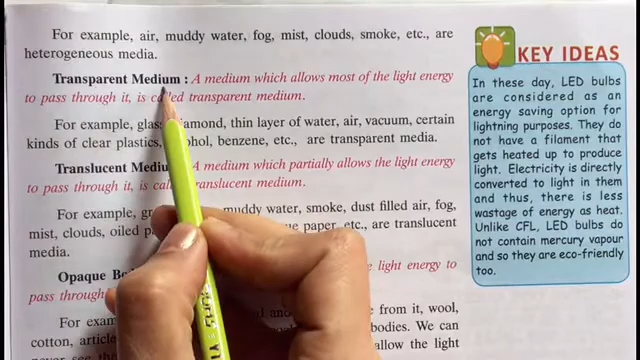 For example, air, muddy water, fog, mist, clouds, smoke, etc., are
heterogeneous media.
Transparent Medium : A medium which allows most of the light energy
to pass through it, is called transparent medium.
For example, glass, diamond, thin layer of water, air, vacuum, certain
kinds of clear plastics, alcohol, benzene, etc., are transparent media.
Translucent Medium A medium which partially allows the light energy
to pass through it, is called translucent medium.
For example, muddy water, smoke, dust filled air, fog,
mist, clouds, oiled paper, etc., are translucent
media.
Opaque light energy to
pass through
For from it, wool,
cotton, bodies. We can
never see allow the light
KEY IDEAS
In these day, LED bulbs
are considered as an
energy saving option for
lightning purposes. They do
not have a filament that
gets heated up to produce
light. Electricity is directly
converted to light in them
and thus, there is less
wastage of energy as heat.
Unlike CFL, LED bulbs do
not contain mercury vapour
and so they are eco-friendly
too.